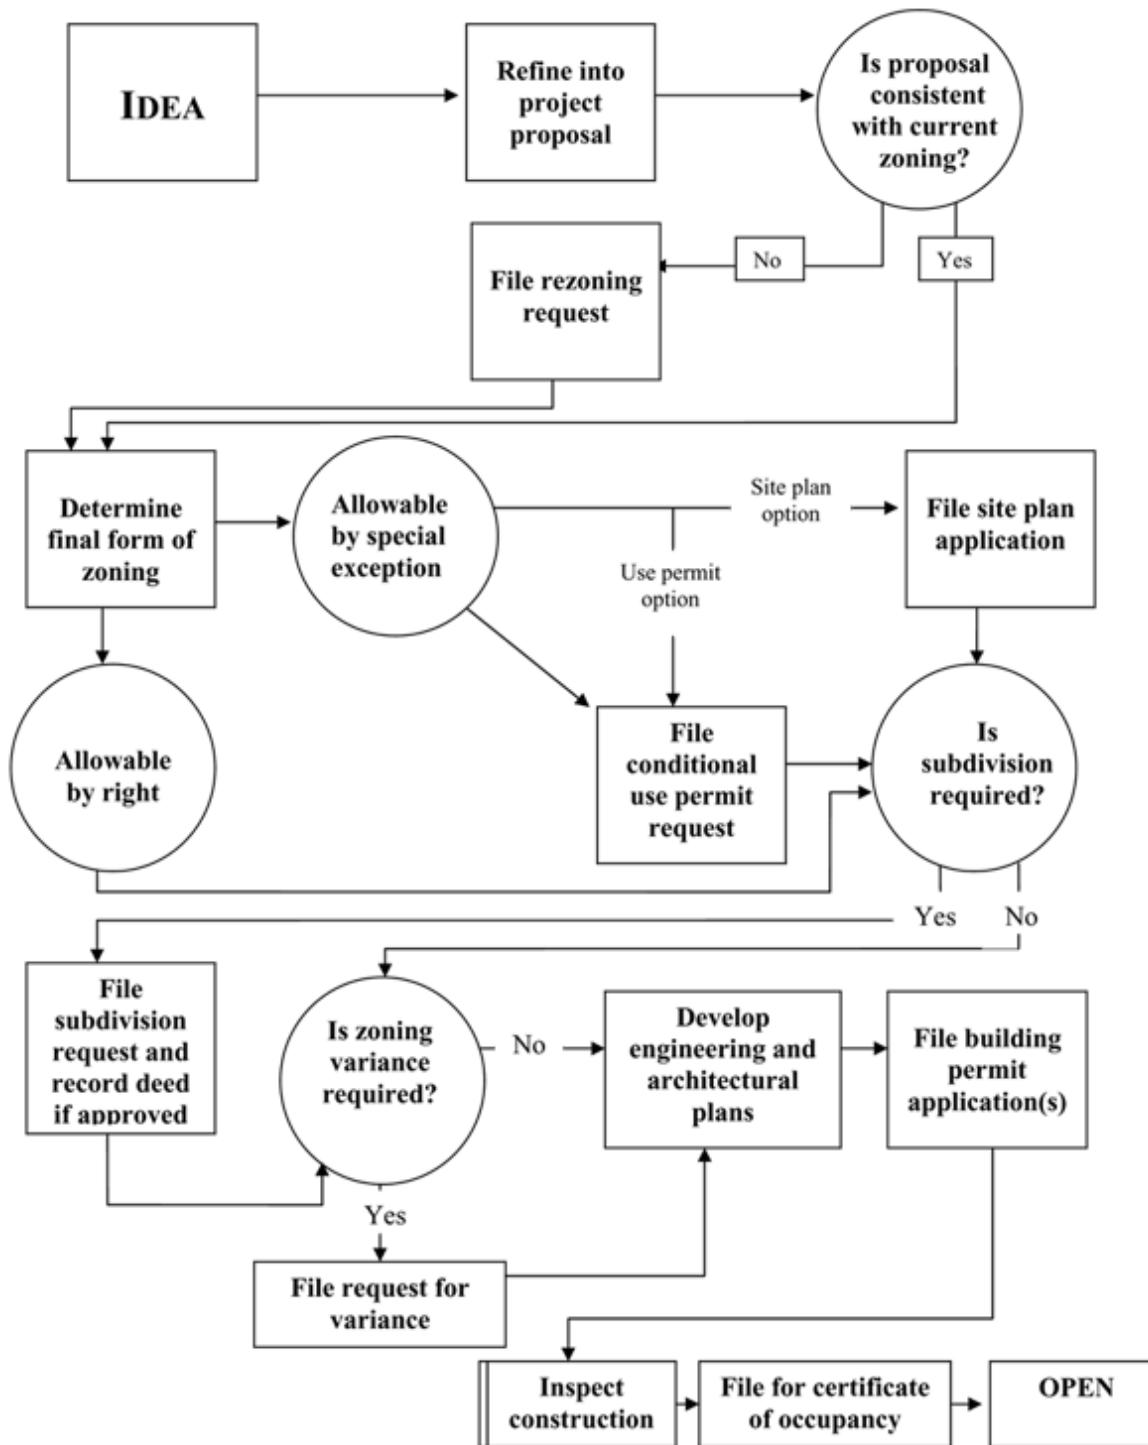 IDEA
Refine into
project
proposal
Is proposal
consistent
with current
zoning?
No
Yes
File rezoning
request
Determine
final form of
zoning
Allowable
by special
exception
Site plan
option
Use permit
option
File site plan
application
Allowable
by right
File
conditional
use permit
request
Is
subdivision
required?
Yes
No
File
subdivision
request and
record deed
if approved
Is zoning
variance
required?
No
Develop
engineering and
architectural
plans
File building
permit
application(s)
Yes
File request for
variance
Inspect
construction
File for certificate
of occupancy
OPEN